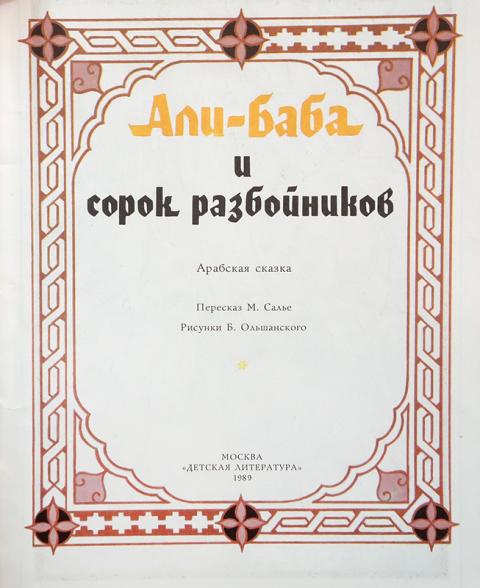 Али-баба
и
сорок разбойников
Арабская сказка
Пересказ М. Салье
Рисунки Б. Ольшанского
МОСКВА
«ДЕТСКАЯ ЛИТЕРАТУРА»
1989